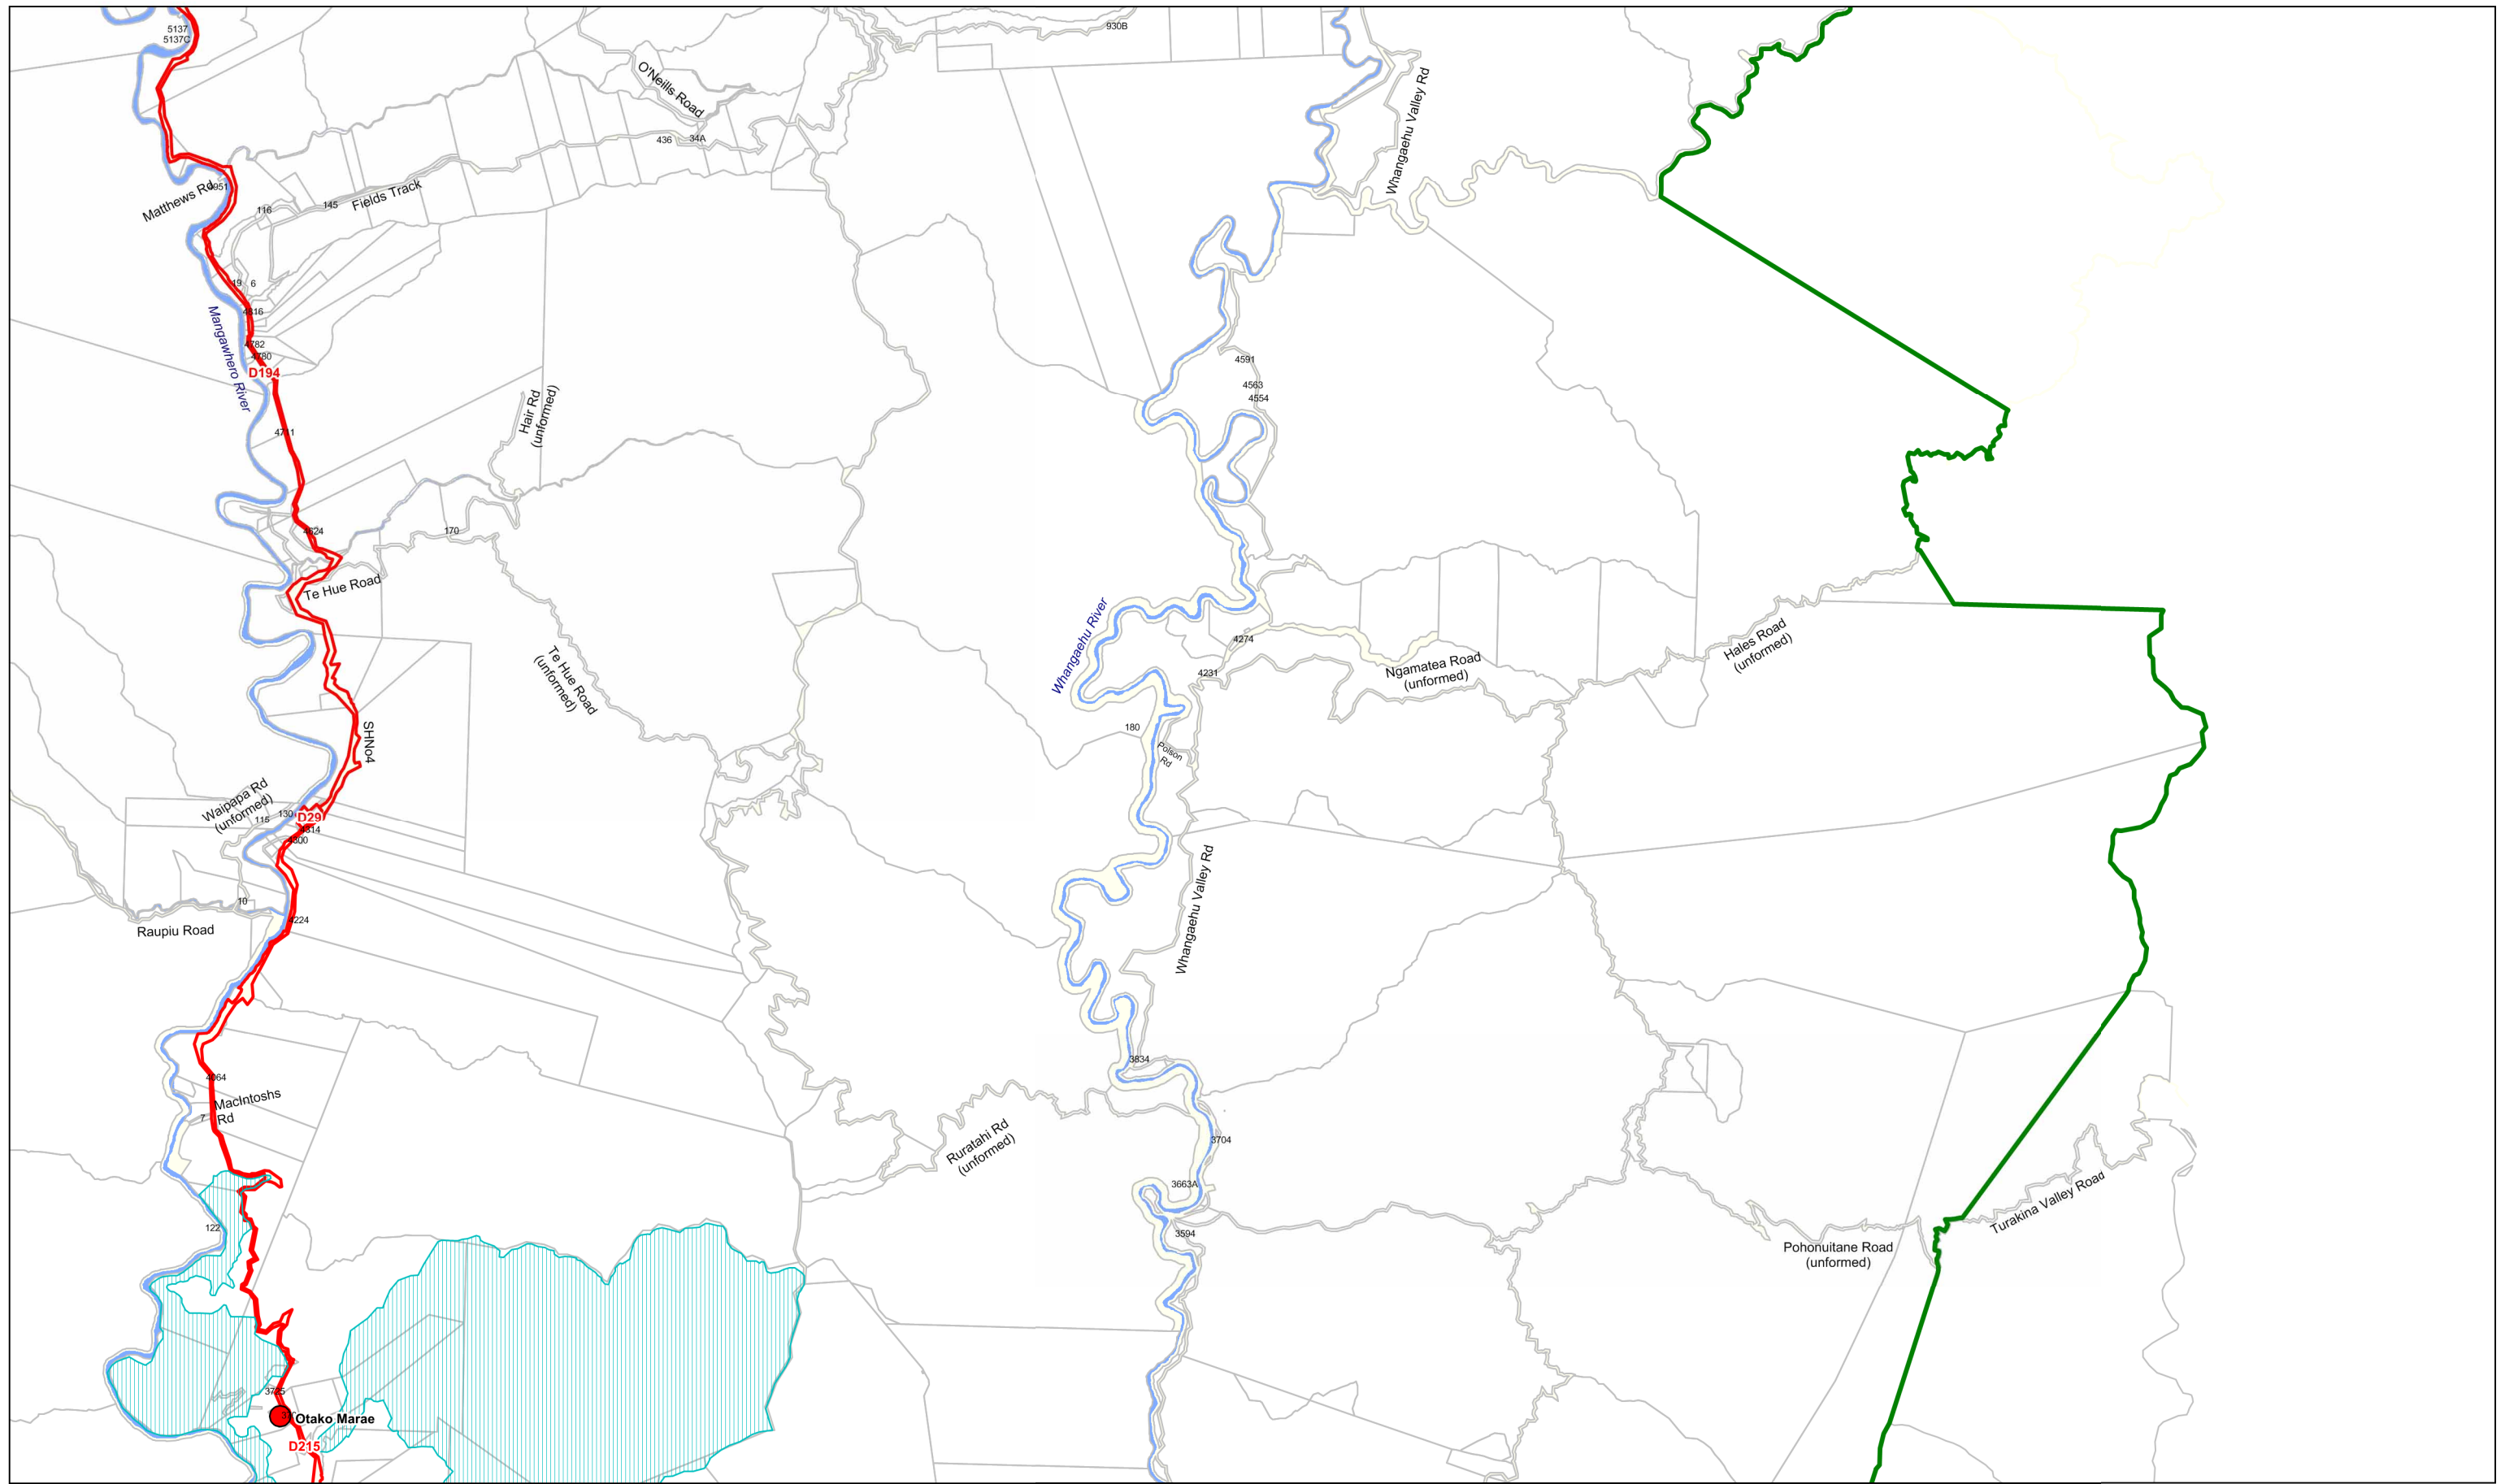 5137
5137C
930B
O'Neills Road
436
34A
Whangaehu Valley Rd
Matthews Rd
4951
116
145
Fields Track
19
6
4816
Mangawhero River
4782
4780
D194
4591
4563
4554
Hair Rd
(unformed)
4711
4624
170
Te Hue Road
Te Hue Road
(unformed)
Whangaehu River
4274
4231
Ngamatea Road
(unformed)
Hales Road
(unformed)
180
Polson
Rd
SHNo4
Waipapa Rd
(unformed)
115
130
D29
4314
4300
Whangaehu Valley Rd
10
4224
Raupiu Road
3834
4064
MacIntoshs
Rd
7
Ruratahi Rd
(unformed)
3704
3663A
122
3594
Turakina Valley Road
Pohonuitane Road
(unformed)
Otako Marae
D215